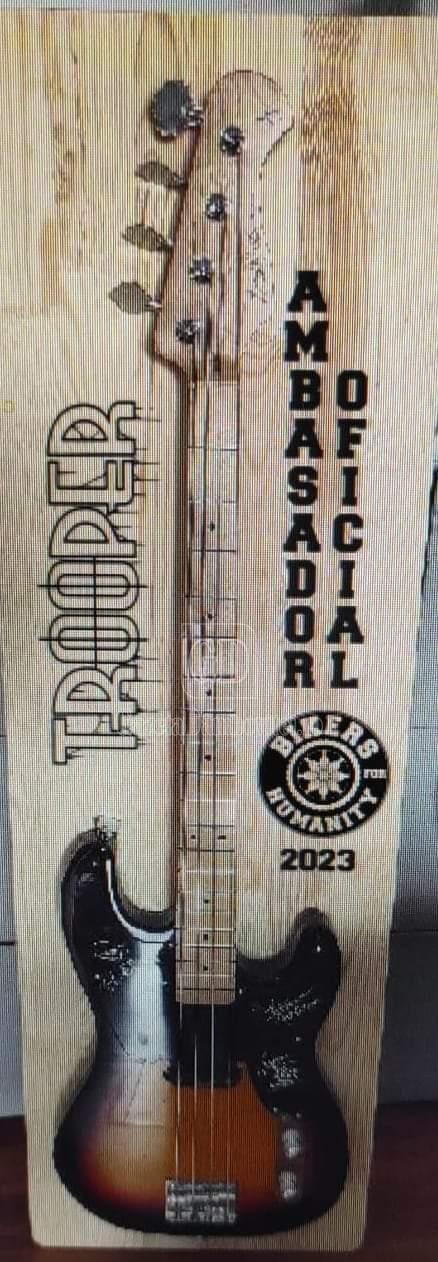 TROOPER
AMBASADOR
OFICIAL
BIKERS
FOR
HUMANITY
2023